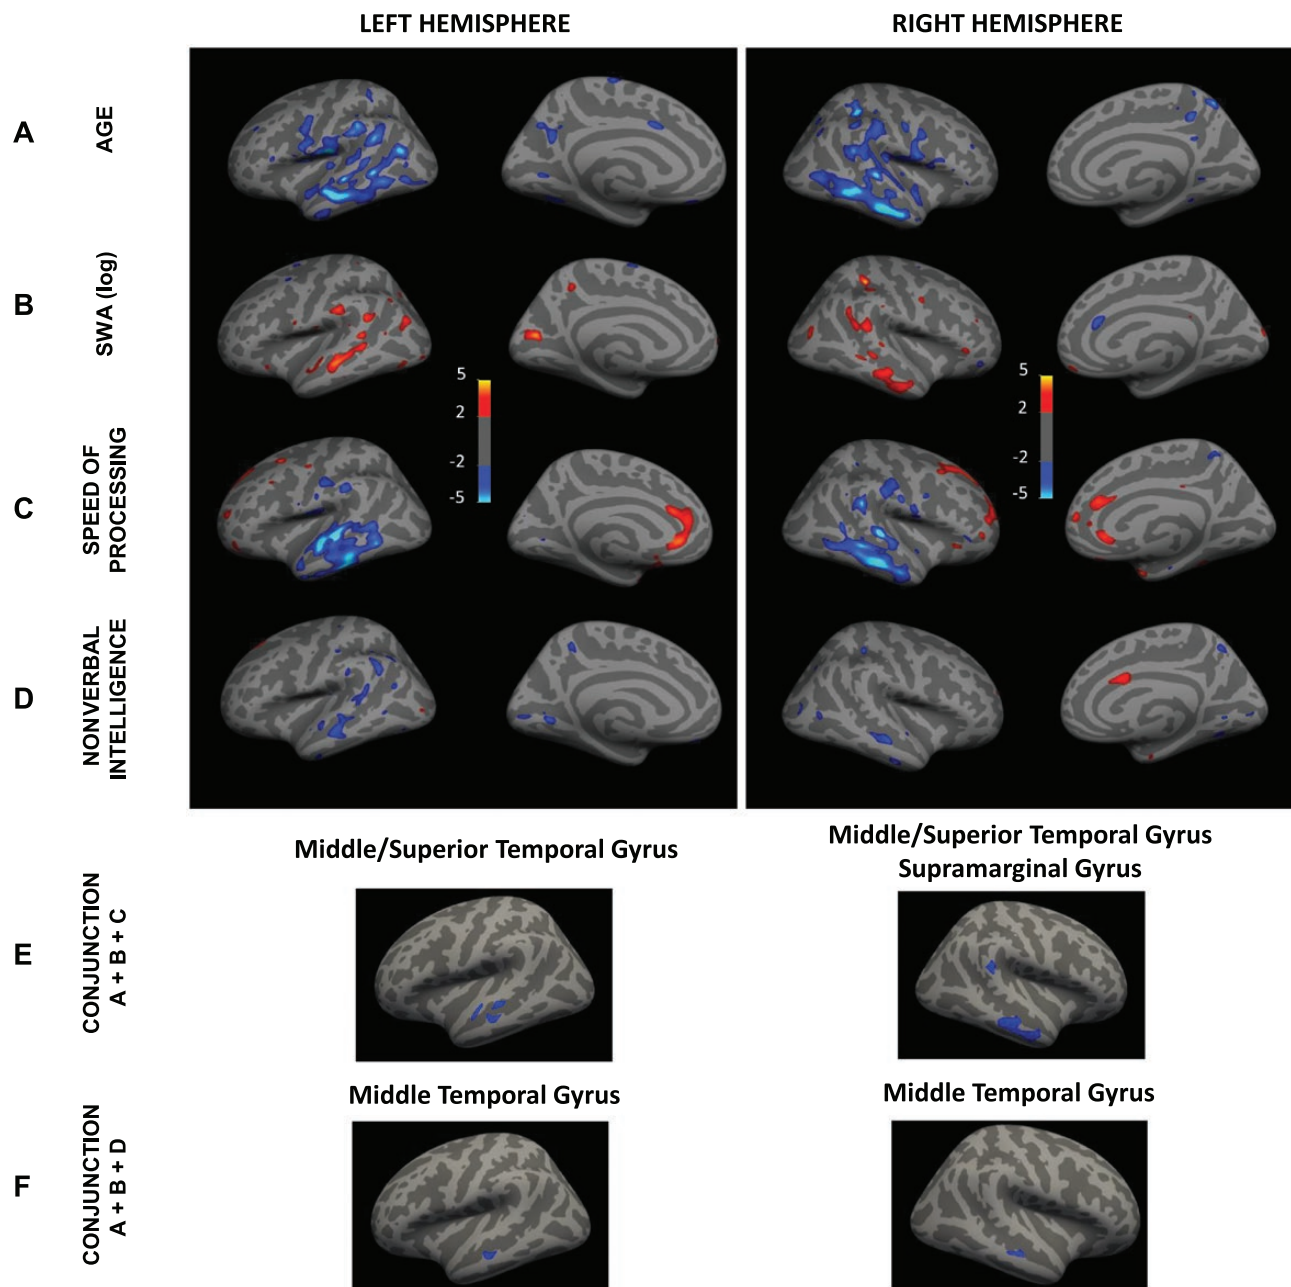 LEFT HEMISPHERE
RIGHT HEMISPHERE
A
AGE
B
SWA (log)
5
2
-2
-5
5
2
-2
-5
C
SPEED OF
PROCESSING
D
NONVERBAL
INTELLIGENCE
Middle/Superior Temporal Gyrus
Middle/Superior Temporal Gyrus
Supramarginal Gyrus
E
CONJUNCTION
A + B + C
Middle Temporal Gyrus
Middle Temporal Gyrus
F
CONJUNCTION
A + B + D